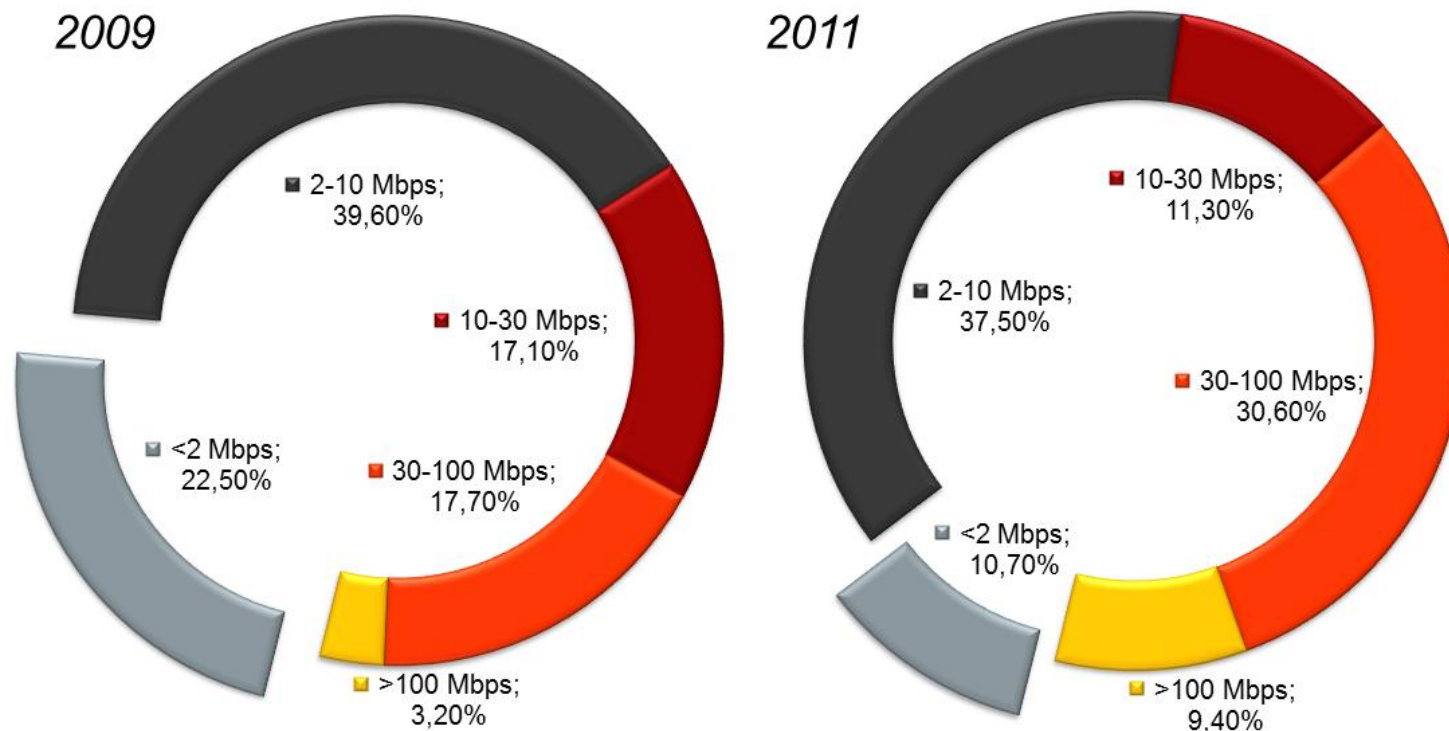 2009
2-10 Mbps;
39,60%
10-30 Mbps;
17,10%
<2 Mbps;
22,50%
30-100 Mbps;
17,70%
>100 Mbps;
3,20%
2011
10-30 Mbps;
11,30%
2-10 Mbps;
37,50%
30-100 Mbps;
30,60%
<2 Mbps;
10,70%
>100 Mbps;
9,40%